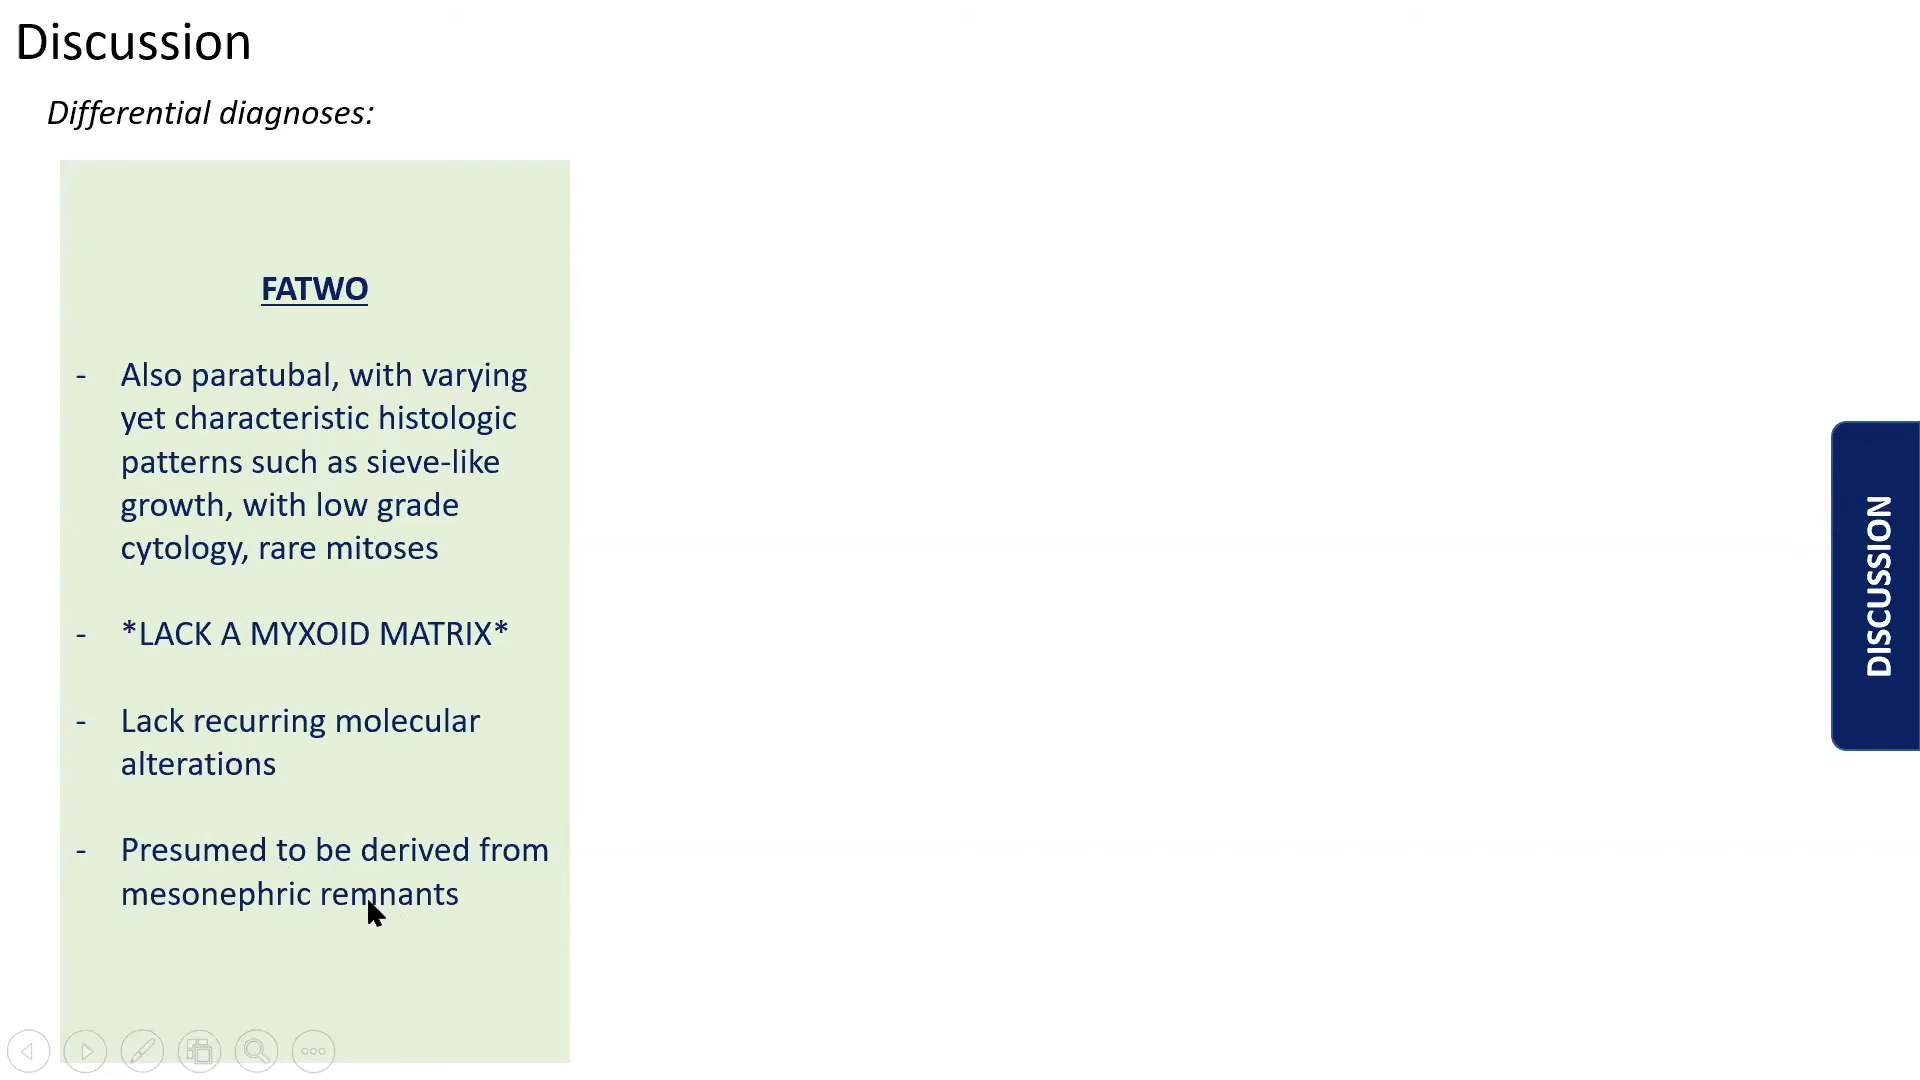 Discussion
Differential diagnoses:
FATWO
- Also paratubal, with varying
yet characteristic histologic
patterns such as sieve-like
growth, with low grade
cytology, rare mitoses
- *LACK A MYXOID MATRIX*
- Lack recurring molecular
alterations
- Presumed to be derived from
mesonephric remnants
DISCUSSION